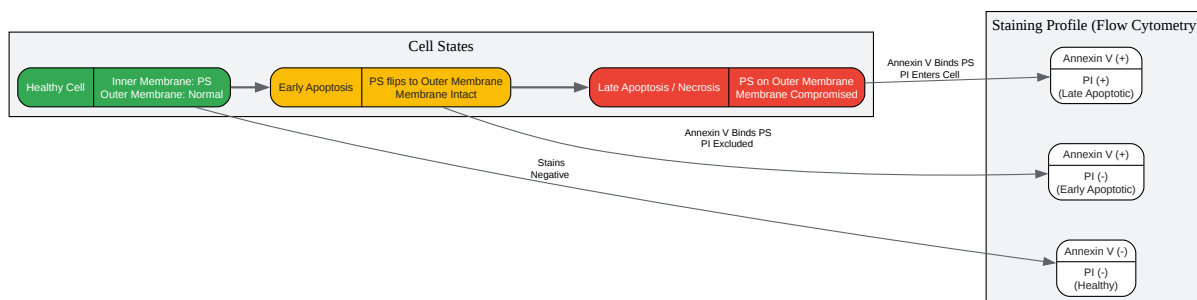 Cell States
Healthy Cell
Inner Membrane: PS
Outer Membrane: Normal
Early Apoptosis
PS flips to Outer Membrane
Membrane Intact
Late Apoptosis / Necrosis
PS on Outer Membrane
Membrane Compromised
Annexin V Binds PS
PI Enters Cell
Annexin V Binds PS
PI Excluded
Stains
Negative
Staining Profile (Flow Cytometry)
Annexin V (+)
PI (+)
(Late Apoptotic)
Annexin V (+)
PI (-)
(Early Apoptotic)
Annexin V (-)
PI (-)
(Healthy)